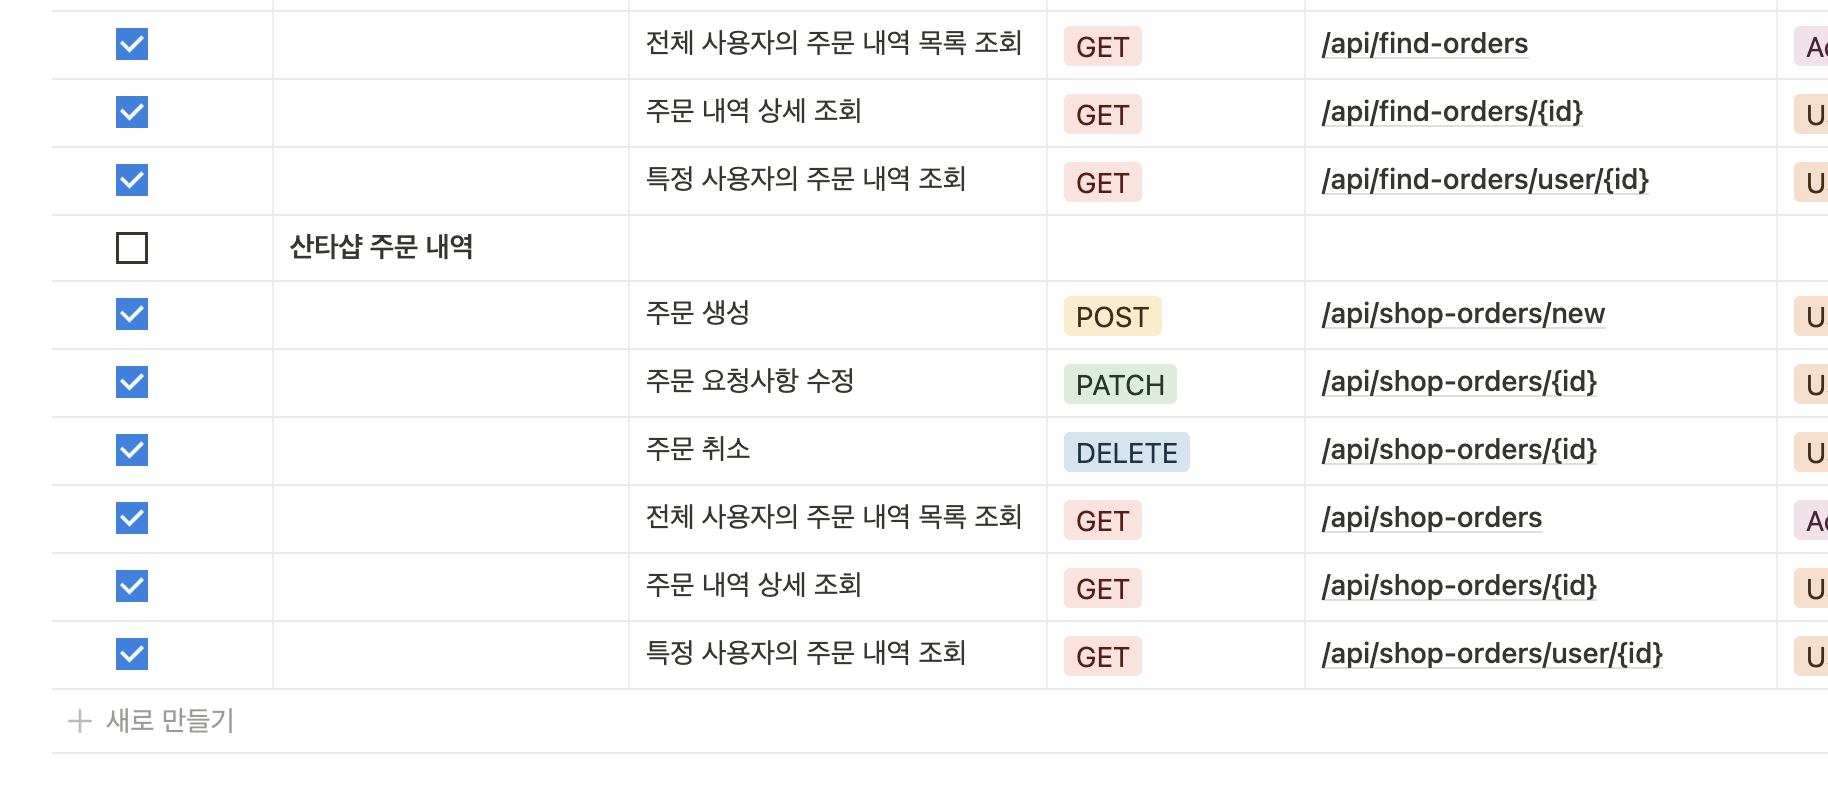 전체 사용자의 주문 내역 목록 조회 GET /api/find-orders
주문 내역 상세 조회 GET /api/find-orders/{id}
특정 사용자의 주문 내역 조회 GET /api/find-orders/user/{id}
산타샵 주문 내역
주문 생성 POST /api/shop-orders/new
주문 요청사항 수정 PATCH /api/shop-orders/{id}
주문 취소 DELETE /api/shop-orders/{id}
전체 사용자의 주문 내역 목록 조회 GET /api/shop-orders
주문 내역 상세 조회 GET /api/shop-orders/{id}
특정 사용자의 주문 내역 조회 GET /api/shop-orders/user/{id}
새로 만들기